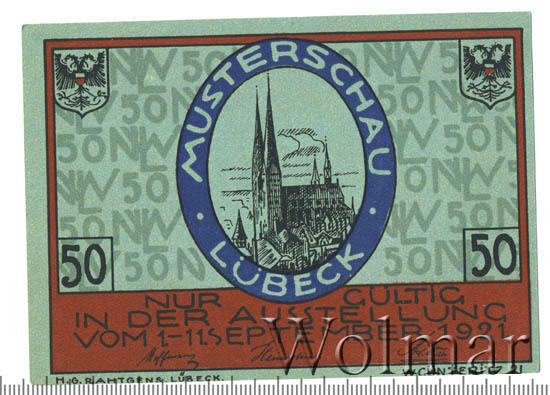 MUSTERSCHAU
LÜBECK
50
50
NUR GÜLTIG
IN DER AUSSTELLUNG
VOM 1-11 SEPTEMBER 1921
H.G. RAHTGENS, LÜBECK.
Wolmar